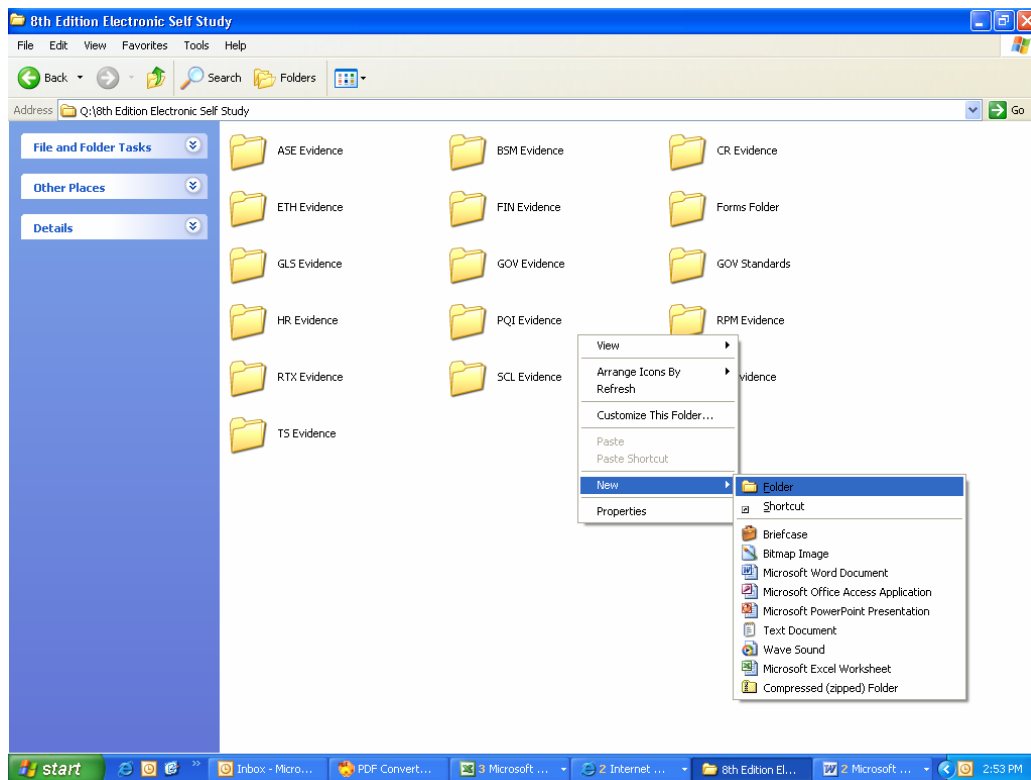 8th Edition Electronic Self Study
File Edit View Favorites Tools Help
Back Search Folders
Address Q:\8th Edition Electronic Self Study Go
File and Folder Tasks
Other Places
Details
ASE Evidence BSM Evidence CR Evidence
ETH Evidence FIN Evidence Forms Folder
GLS Evidence GOV Evidence GOV Standards
HR Evidence PQI Evidence RPM Evidence
RTX Evidence SCL Evidence vidence
TS Evidence
View
Arrange Icons By
Refresh
Customize This Folder...
Paste
Paste Shortcut
New
Properties
Folder
Shortcut
Briefcase
Bitmap Image
Microsoft Word Document
Microsoft Office Access Application
Microsoft PowerPoint Presentation
Text Document
Wave Sound
Microsoft Excel Worksheet
Compressed (zipped) Folder
start Inbox - Micro... PDF Convert... 3 Microsoft ... 2 Internet ... 8th Edition El... 2 Microsoft ... 2:53 PM